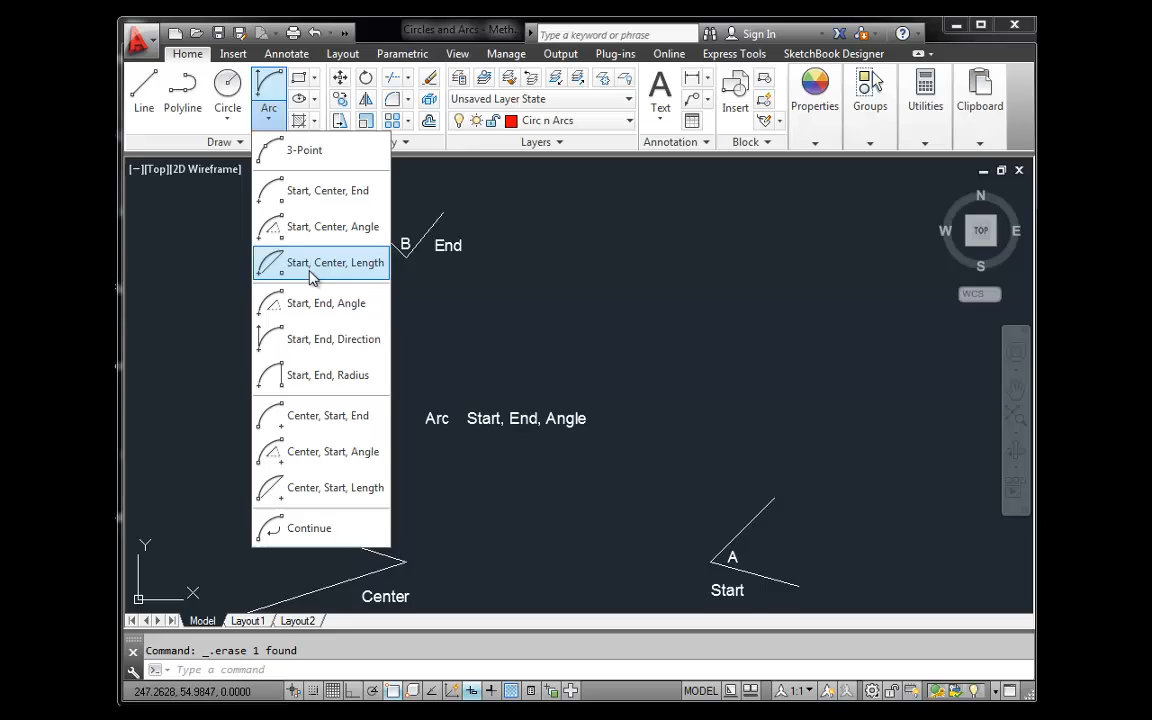 Circles and Arcs - Meth...
Type a keyword or phrase
Sign In
Home Insert Annotate Layout Parametric View Manage Output Plug-ins Online Express Tools SketchBook Designer
Line Polyline Circle Arc
Unsaved Layer State
Circ n Arcs
Text Insert Properties Groups Utilities Clipboard
Draw Layers Annotation Block
3-Point
Start, Center, End
Start, Center, Angle
Start, Center, Length
Start, End, Angle
Start, End, Direction
Start, End, Radius
Center, Start, End
Center, Start, Angle
Center, Start, Length
Continue
[−][Top][2D Wireframe]
N
W TOP E
S
WCS
B End
Arc Start, End, Angle
A
Start
Center
Y
X
Model Layout1 Layout2
Command: _.erase 1 found
Type a command
247.2628, 54.9847, 0.0000
MODEL
1:1